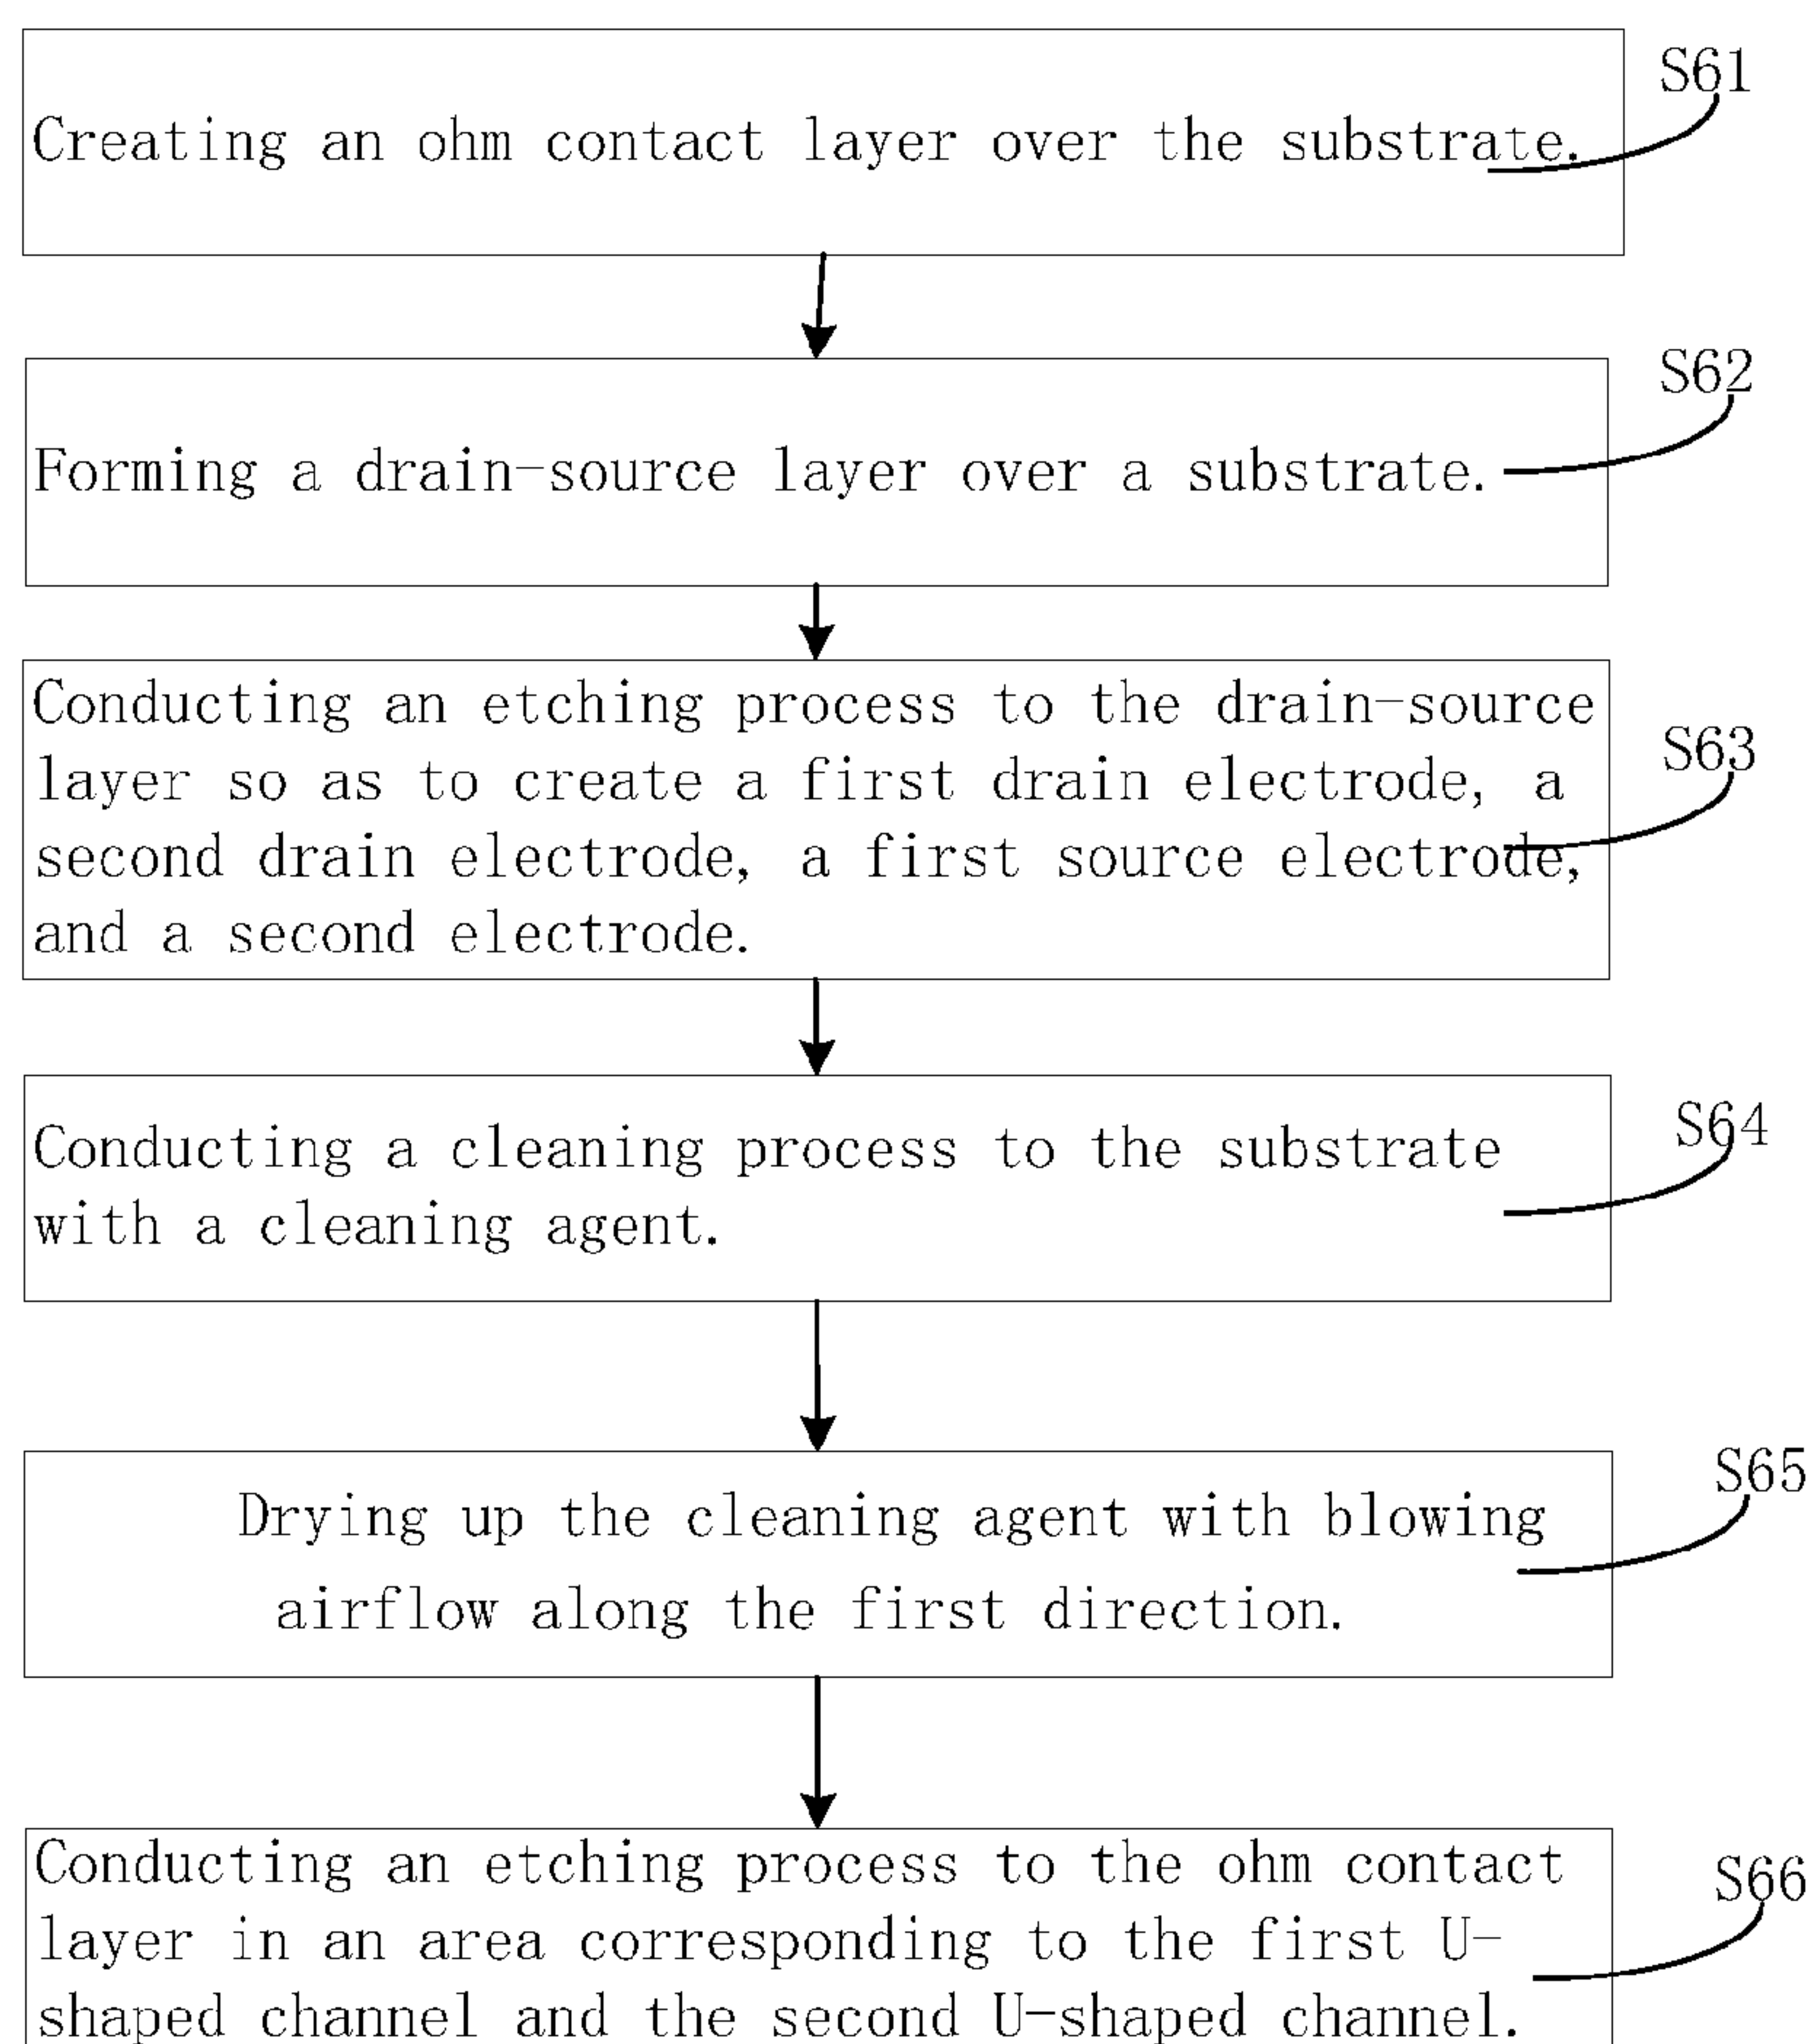 S61
Creating an ohm contact layer over the substrate.
S62
Forming a drain-source layer over a substrate.
Conducting an etching process to the drain-source
layer so as to create a first drain electrode, a
S63
second drain electrode, a first source electrode,
and a second electrode.
S64
Conducting a cleaning process to the substrate
with a cleaning agent.
S65
Drying up the cleaning agent with blowing
airflow along the first direction.
Conducting an etching process to the ohm contact
S66
layer in an area corresponding to the first U-
shaped channel and the second U-shaped channel.